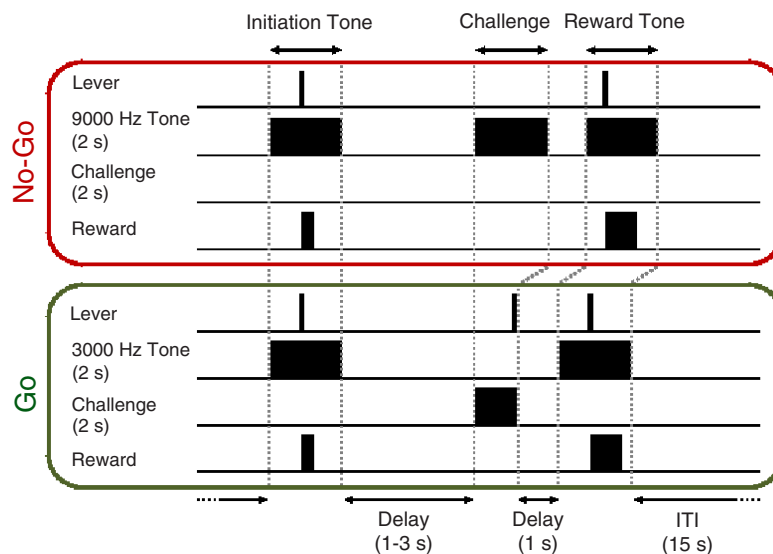 Initiation Tone
Challenge
Reward Tone
No-Go
Lever
9000 Hz Tone
(2 s)
Challenge
(2 s)
Reward
Go
Lever
3000 Hz Tone
(2 s)
Challenge
(2 s)
Reward
Delay
(1-3 s)
Delay
(1 s)
ITI
(15 s)